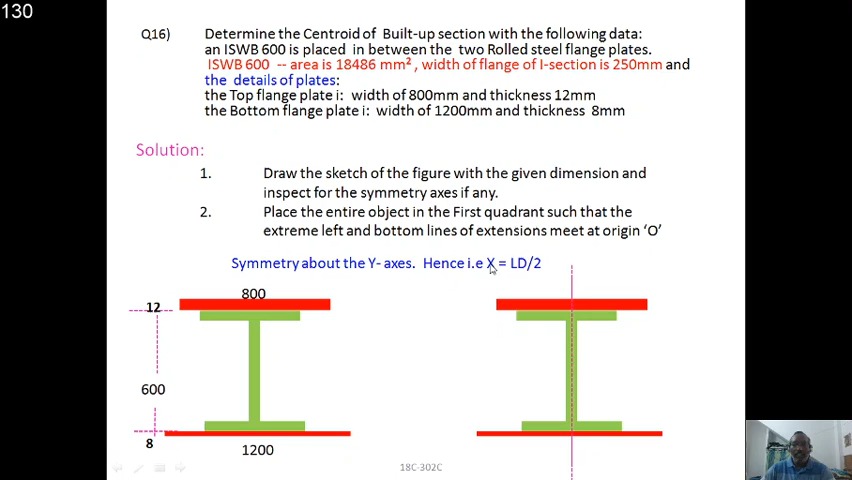 130
Q16) Determine the Centroid of Built-up section with the following data:
an ISWB 600 is placed in between the two Rolled steel flange plates.
ISWB 600 -- area is 18486 mm², width of flange of I-section is 250mm and
the details of plates:
the Top flange plate i: width of 800mm and thickness 12mm
the Bottom flange plate i: width of 1200mm and thickness 8mm
Solution:
1. Draw the sketch of the figure with the given dimension and
inspect for the symmetry axes if any.
2. Place the entire object in the First quadrant such that the
extreme left and bottom lines of extensions meet at origin ‘O’
Symmetry about the Y- axes. Hence i.e X = LD/2
800
12
600
8
1200
18C-302C